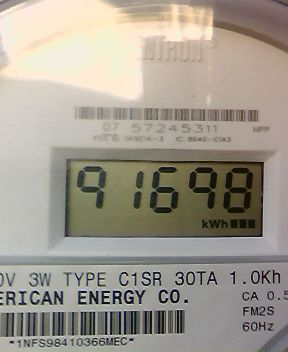 07 57245311
91698
kWh
0V 3W TYPE C1SR 30TA 1.0Kh
ERICAN ENERGY CO.
CA 0.5
FM2S
60Hz
*1NFS98410366MEC*